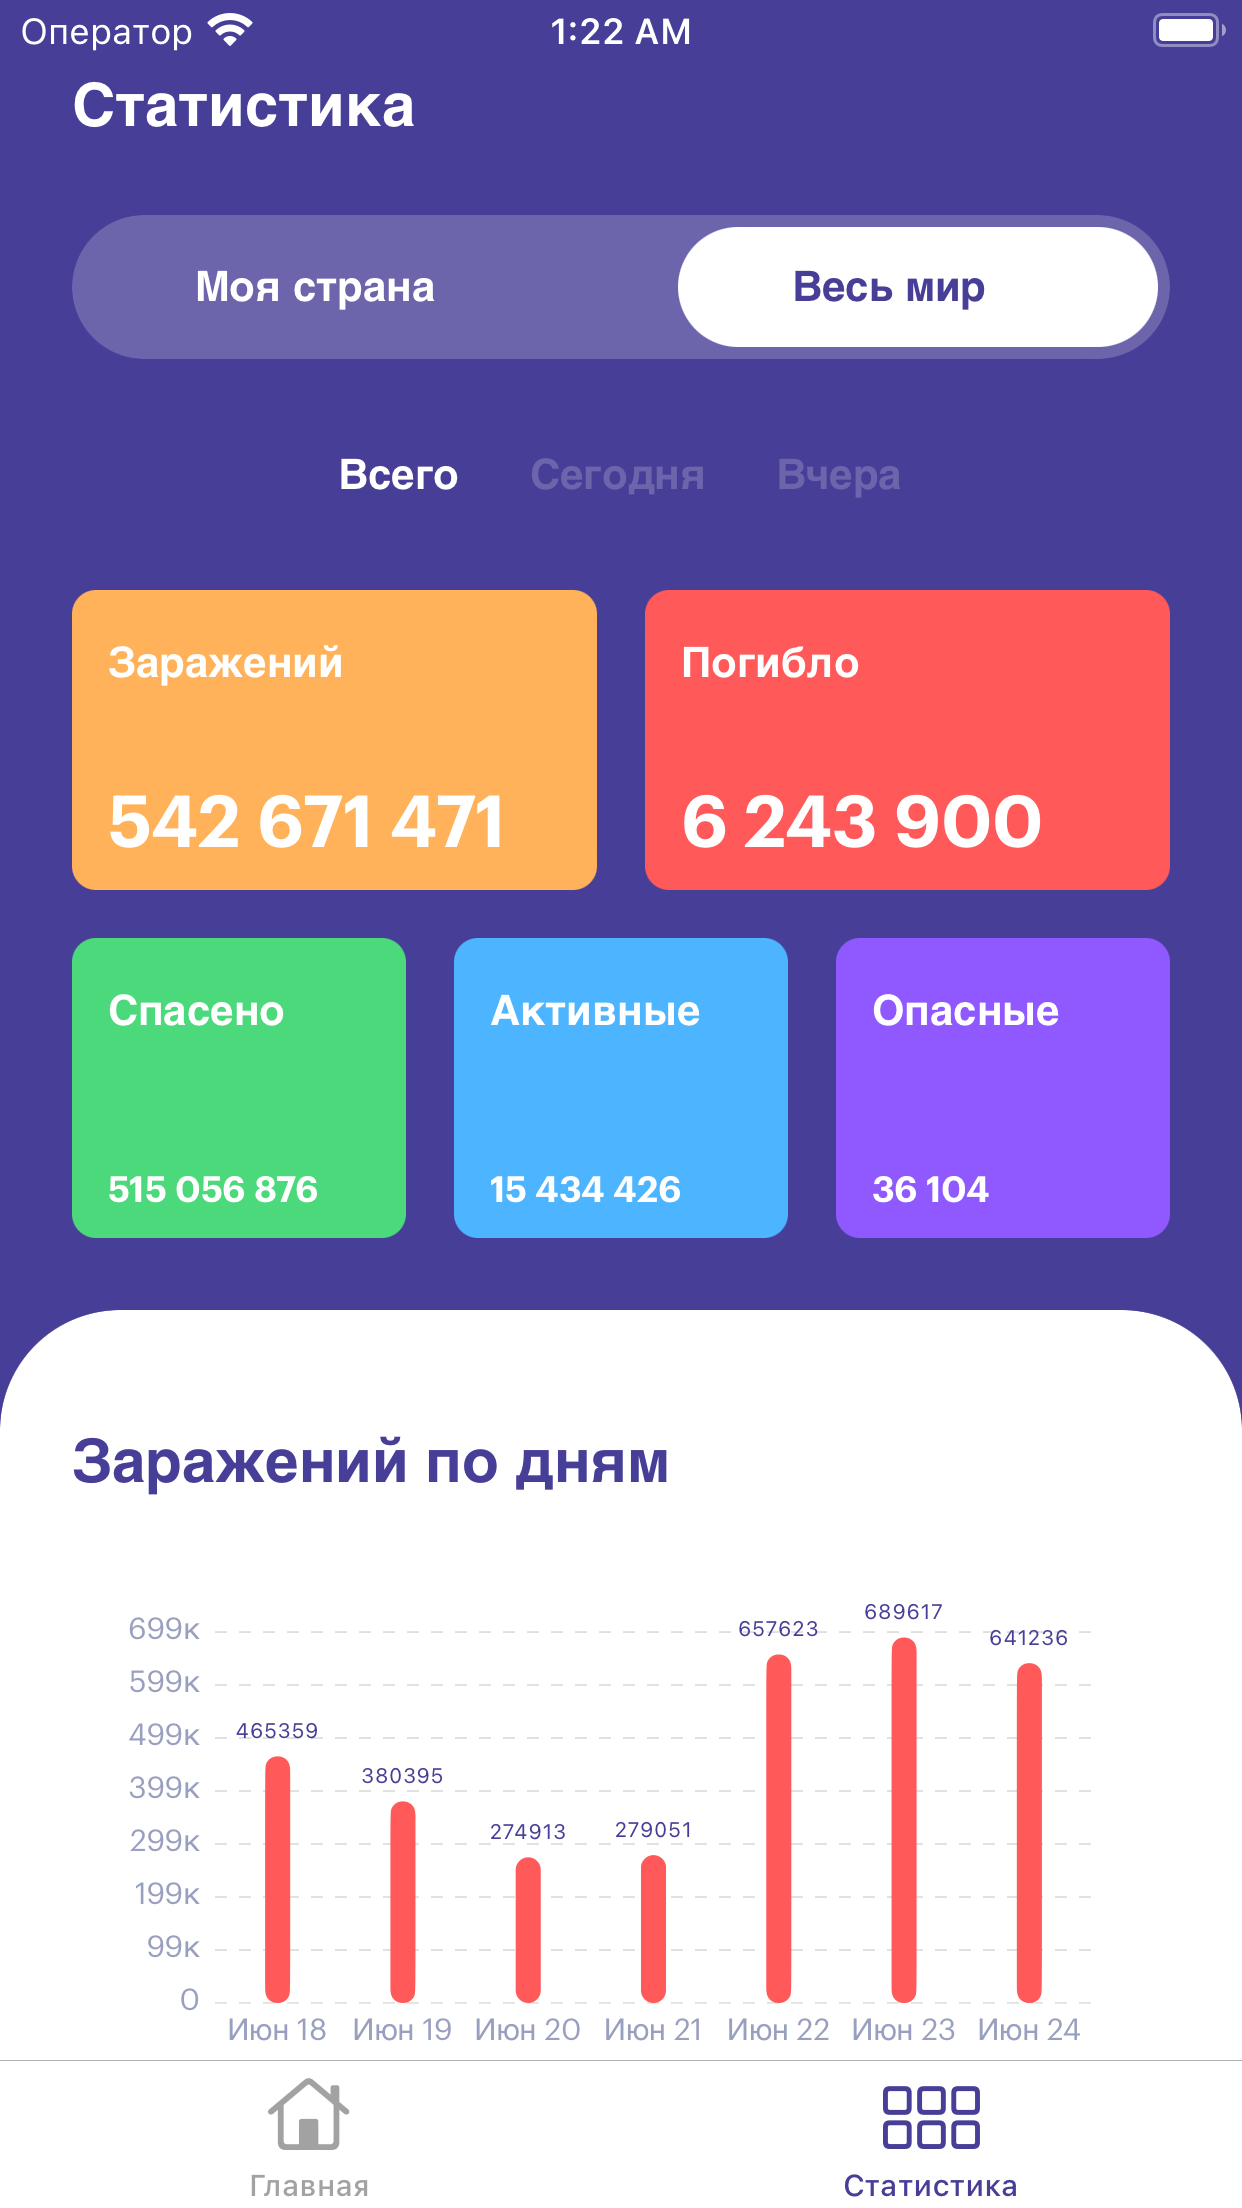 Оператор 1:22 AM
Статистика
Моя страна Весь мир
Всего Сегодня Вчера
Заражений Погибло
542 671 471 6 243 900
Спасено Активные Опасные
515 056 876 15 434 426 36 104
Заражений по дням
689617
699к 657623
641236
599к
499к 465359
399к 380395
299к 274913 279051
199к
99к
0
Июн 18 Июн 19 Июн 20 Июн 21 Июн 22 Июн 23 Июн 24
Главная Статистика